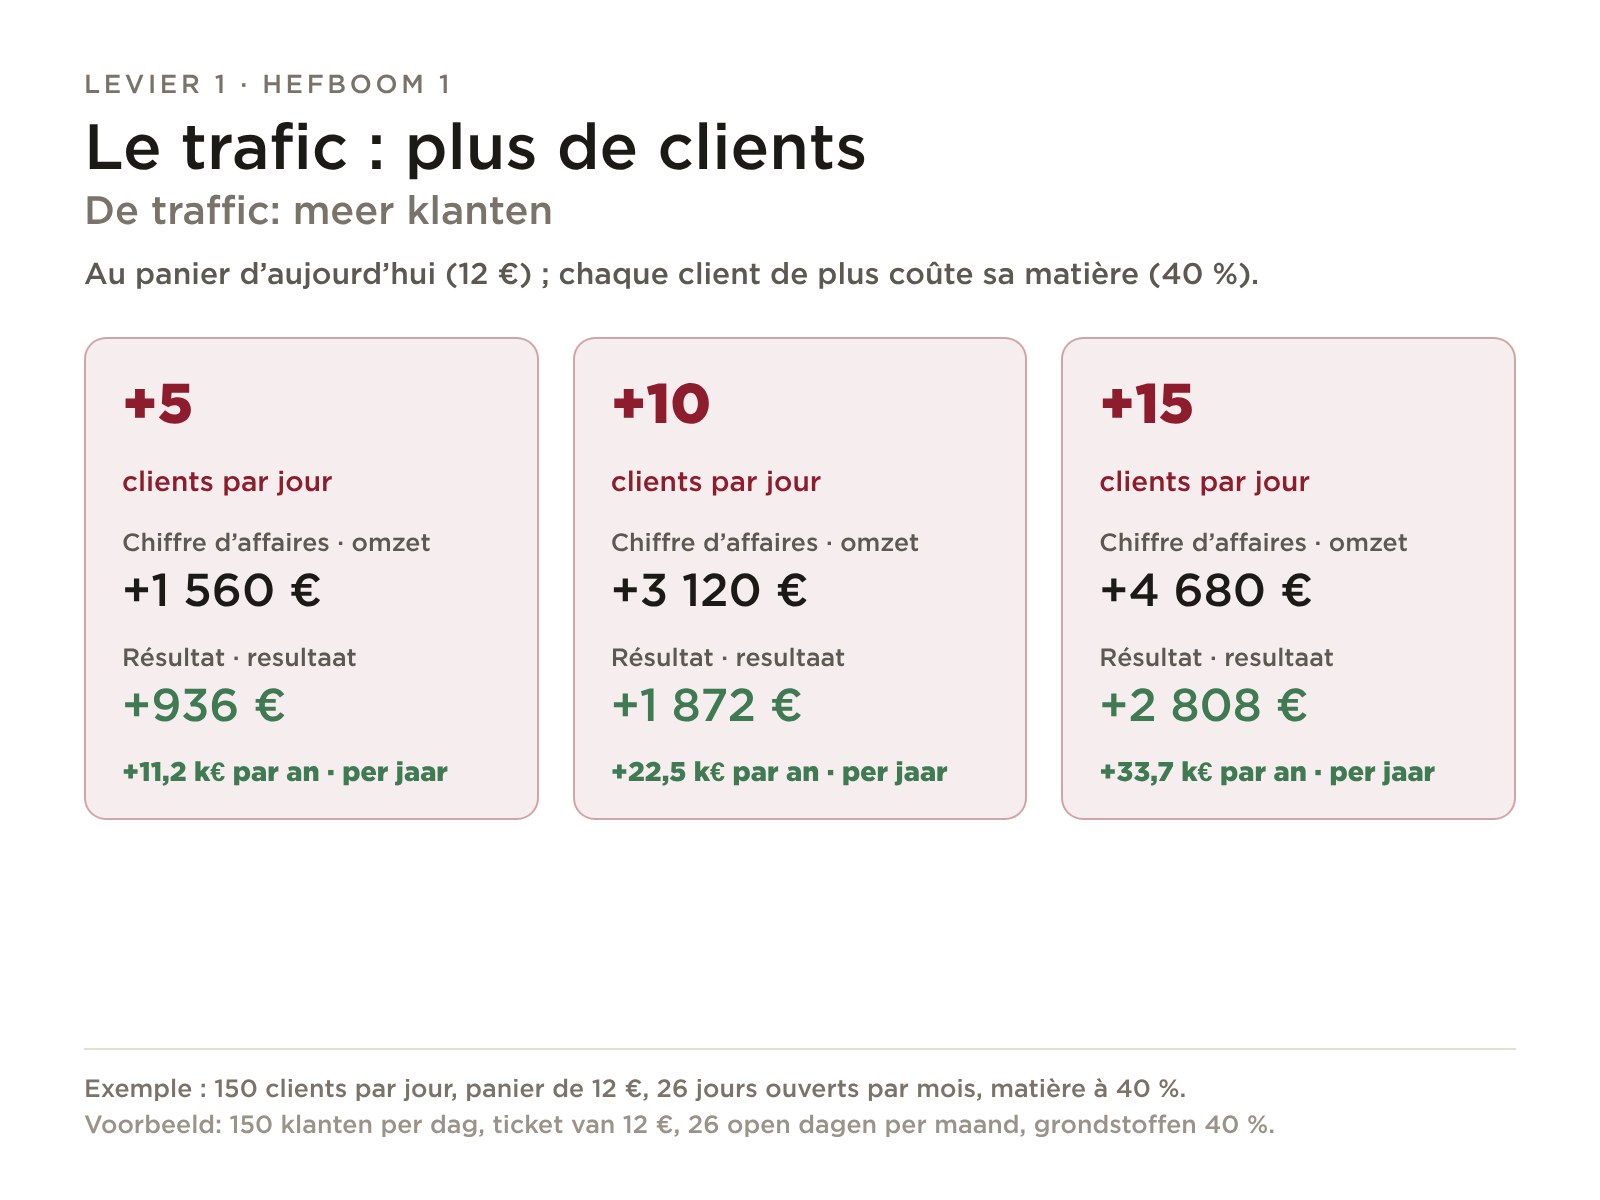 LEVIER 1 · HEFBOOM 1
Le trafic : plus de clients
De traffic: meer klanten
Au panier d’aujourd’hui (12 €) ; chaque client de plus coûte sa matière (40 %).
+5
clients par jour
Chiffre d’affaires · omzet
+1 560 €
Résultat · resultaat
+936 €
+11,2 k€ par an · per jaar
+10
clients par jour
Chiffre d’affaires · omzet
+3 120 €
Résultat · resultaat
+1 872 €
+22,5 k€ par an · per jaar
+15
clients par jour
Chiffre d’affaires · omzet
+4 680 €
Résultat · resultaat
+2 808 €
+33,7 k€ par an · per jaar
Exemple : 150 clients par jour, panier de 12 €, 26 jours ouverts par mois, matière à 40 %.
Voorbeeld: 150 klanten per dag, ticket van 12 €, 26 open dagen per maand, grondstoffen 40 %.